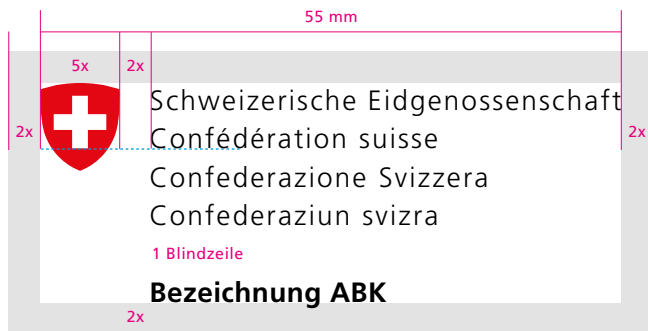 55 mm
5x 2x
2x 2x
Schweizerische Eidgenossenschaft
Confédération suisse
Confederazione Svizzera
Confederaziun svizra
1 Blindzeile
Bezeichnung ABK
2x